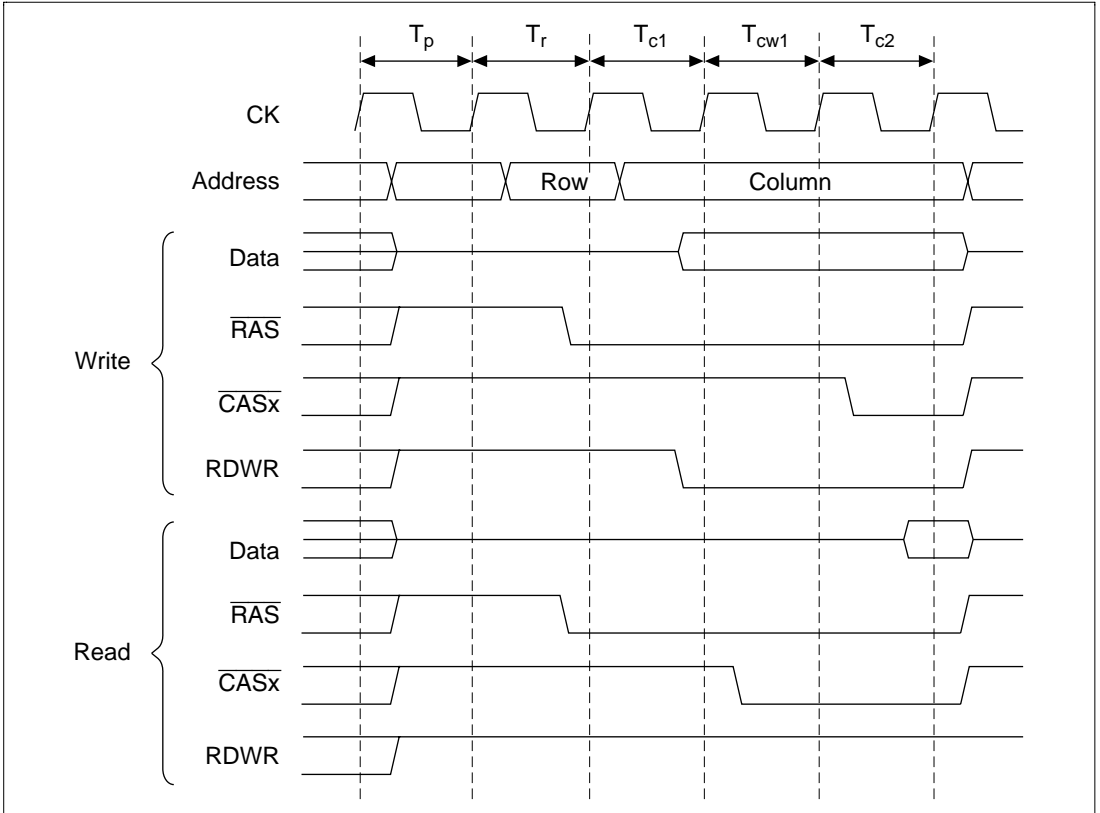 Tp Tr Tc1 Tcw1 Tc2
CK
Address Row Column
Write
Data
RAS
CASx
RDWR
Read
Data
RAS
CASx
RDWR